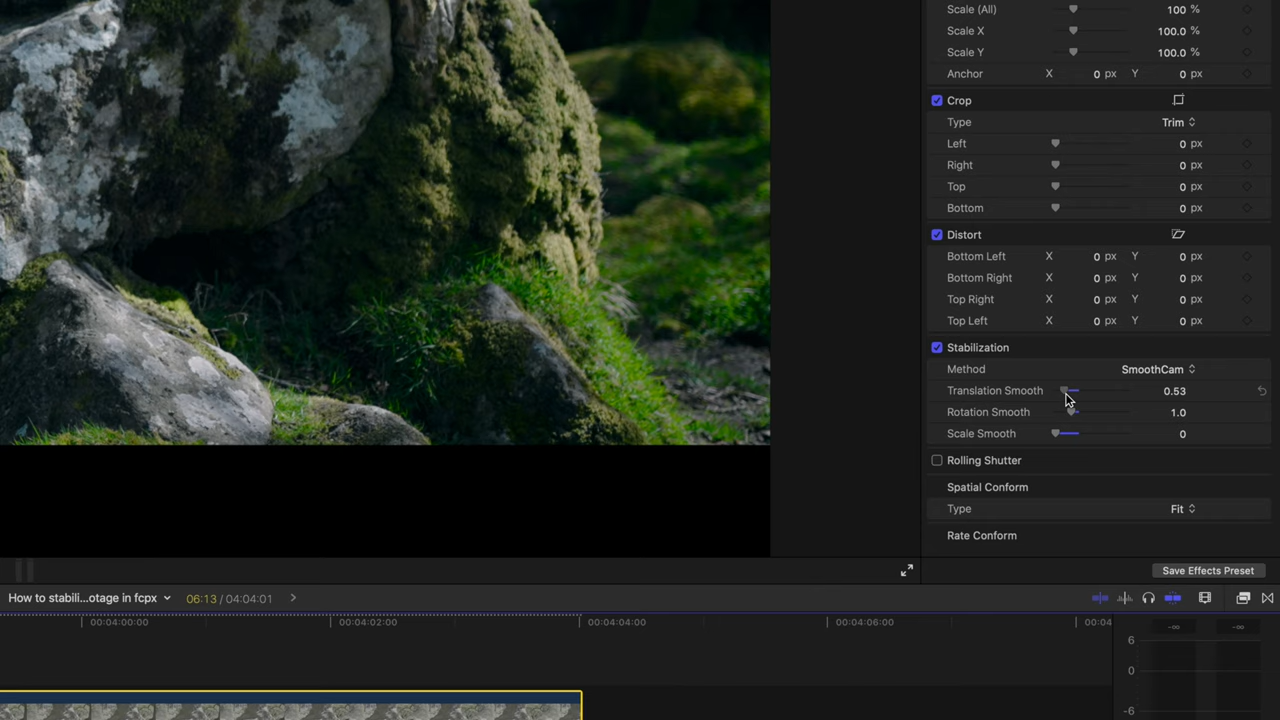 Scale (All) 100 %
Scale X 100.0 %
Scale Y 100.0 %
Anchor X 0 px Y 0 px
Crop
Type Trim
Left 0 px
Right 0 px
Top 0 px
Bottom 0 px
Distort
Bottom Left X 0 px Y 0 px
Bottom Right X 0 px Y 0 px
Top Right X 0 px Y 0 px
Top Left X 0 px Y 0 px
Stabilization
Method SmoothCam
Translation Smooth 0.53
Rotation Smooth 1.0
Scale Smooth 0
Rolling Shutter
Spatial Conform
Type Fit
Rate Conform
Save Effects Preset
How to stabili...otage in fcpx 06:13 / 04:04:01
00:04:00:00 00:04:02:00 00:04:04:00 00:04:06:00 00:04
-∞ -∞
6
0
-6